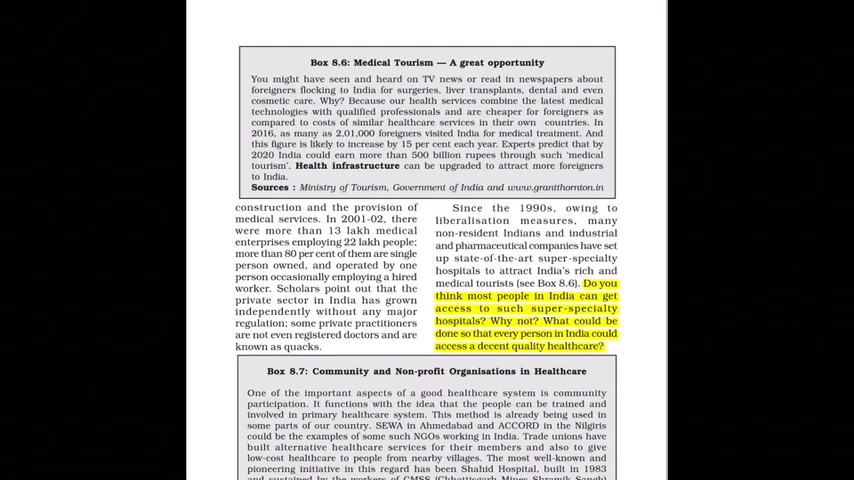 Box 8.6: Medical Tourism — A great opportunity
You might have seen and heard on TV news or read in newspapers about
foreigners flocking to India for surgeries, liver transplants, dental and even
cosmetic care. Why? Because our health services combine the latest medical
technologies with qualified professionals and are cheaper for foreigners as
compared to costs of similar healthcare services in their own countries. In
2016, as many as 2,01,000 foreigners visited India for medical treatment. And
this figure is likely to increase by 15 per cent each year. Experts predict that by
2020 India could earn more than 500 billion rupees through such ‘medical
tourism’. Health infrastructure can be upgraded to attract more foreigners
to India.
Sources : Ministry of Tourism, Government of India and www.grantthornton.in
construction and the provision of
medical services. In 2001-02, there
were more than 13 lakh medical
enterprises employing 22 lakh people;
more than 80 per cent of them are single
person owned, and operated by one
person occasionally employing a hired
worker. Scholars point out that the
private sector in India has grown
independently without any major
regulation; some private practitioners
are not even registered doctors and are
known as quacks.
Since the 1990s, owing to
liberalisation measures, many
non-resident Indians and industrial
and pharmaceutical companies have set
up state-of-the-art super-specialty
hospitals to attract India’s rich and
medical tourists (see Box 8.6). Do you
think most people in India can get
access to such super-specialty
hospitals? Why not? What could be
done so that every person in India could
access a decent quality healthcare?
Box 8.7: Community and Non-profit Organisations in Healthcare
One of the important aspects of a good healthcare system is community
participation. It functions with the idea that the people can be trained and
involved in primary healthcare system. This method is already being used in
some parts of our country. SEWA in Ahmedabad and ACCORD in the Nilgiris
could be the examples of some such NGOs working in India. Trade unions have
built alternative healthcare services for their members and also to give
low-cost healthcare to people from nearby villages. The most well-known and
pioneering initiative in this regard has been Shahid Hospital, built in 1983
and sustained by the workers of CMSS (Chhattisgarh Mines Shramik Sangh)